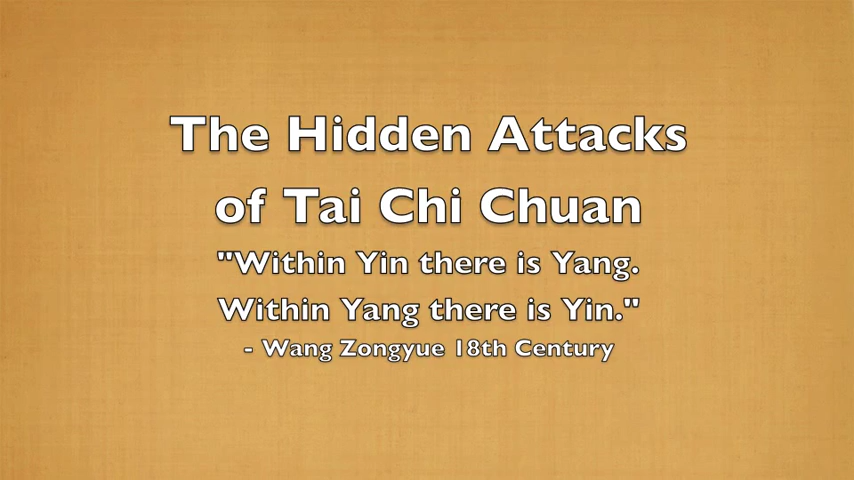 The Hidden Attacks
of Tai Chi Chuan
"Within Yin there is Yang.
Within Yang there is Yin."
- Wang Zongyue 18th Century